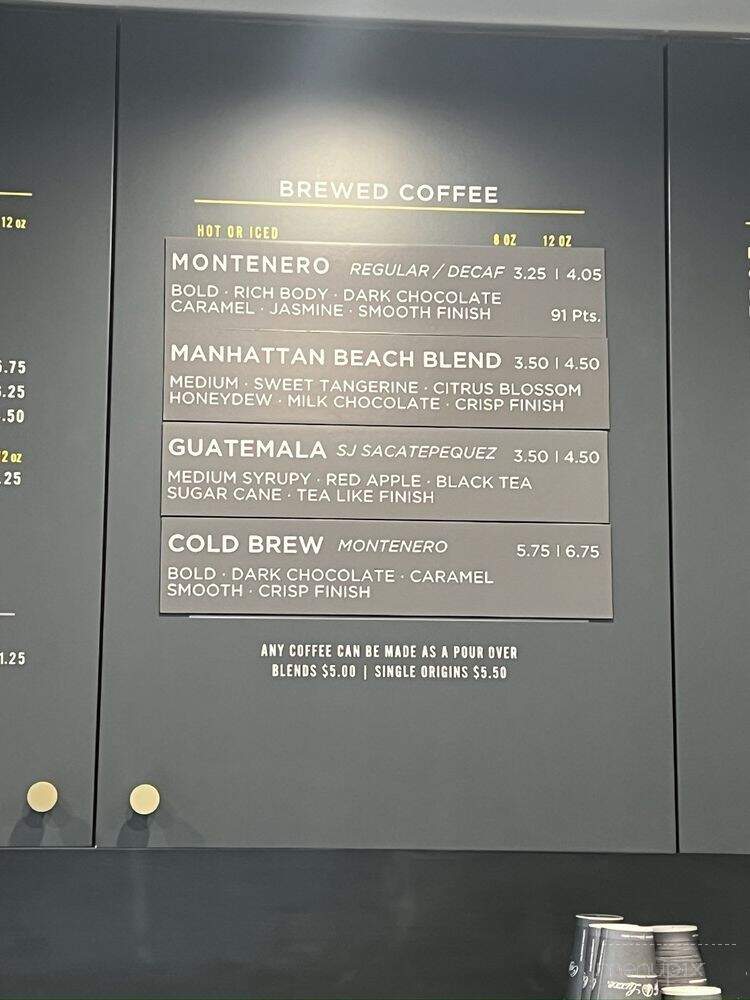 BREWED COFFEE
HOT OR ICED 8 OZ 12 OZ
MONTENERO REGULAR / DECAF 3.25 | 4.05
BOLD · RICH BODY · DARK CHOCOLATE
CARAMEL · JASMINE · SMOOTH FINISH 91 Pts.
MANHATTAN BEACH BLEND 3.50 | 4.50
MEDIUM · SWEET TANGERINE · CITRUS BLOSSOM
HONEYDEW · MILK CHOCOLATE · CRISP FINISH
GUATEMALA SJ SACATEPEQUEZ 3.50 | 4.50
MEDIUM SYRUPY · RED APPLE · BLACK TEA
SUGAR CANE · TEA LIKE FINISH
COLD BREW MONTENERO 5.75 | 6.75
BOLD · DARK CHOCOLATE · CARAMEL
SMOOTH · CRISP FINISH
ANY COFFEE CAN BE MADE AS A POUR OVER
BLENDS $5.00 | SINGLE ORIGINS $5.50
12 OZ
.75
.25
.50
2 OZ
.25
1.25
menupix